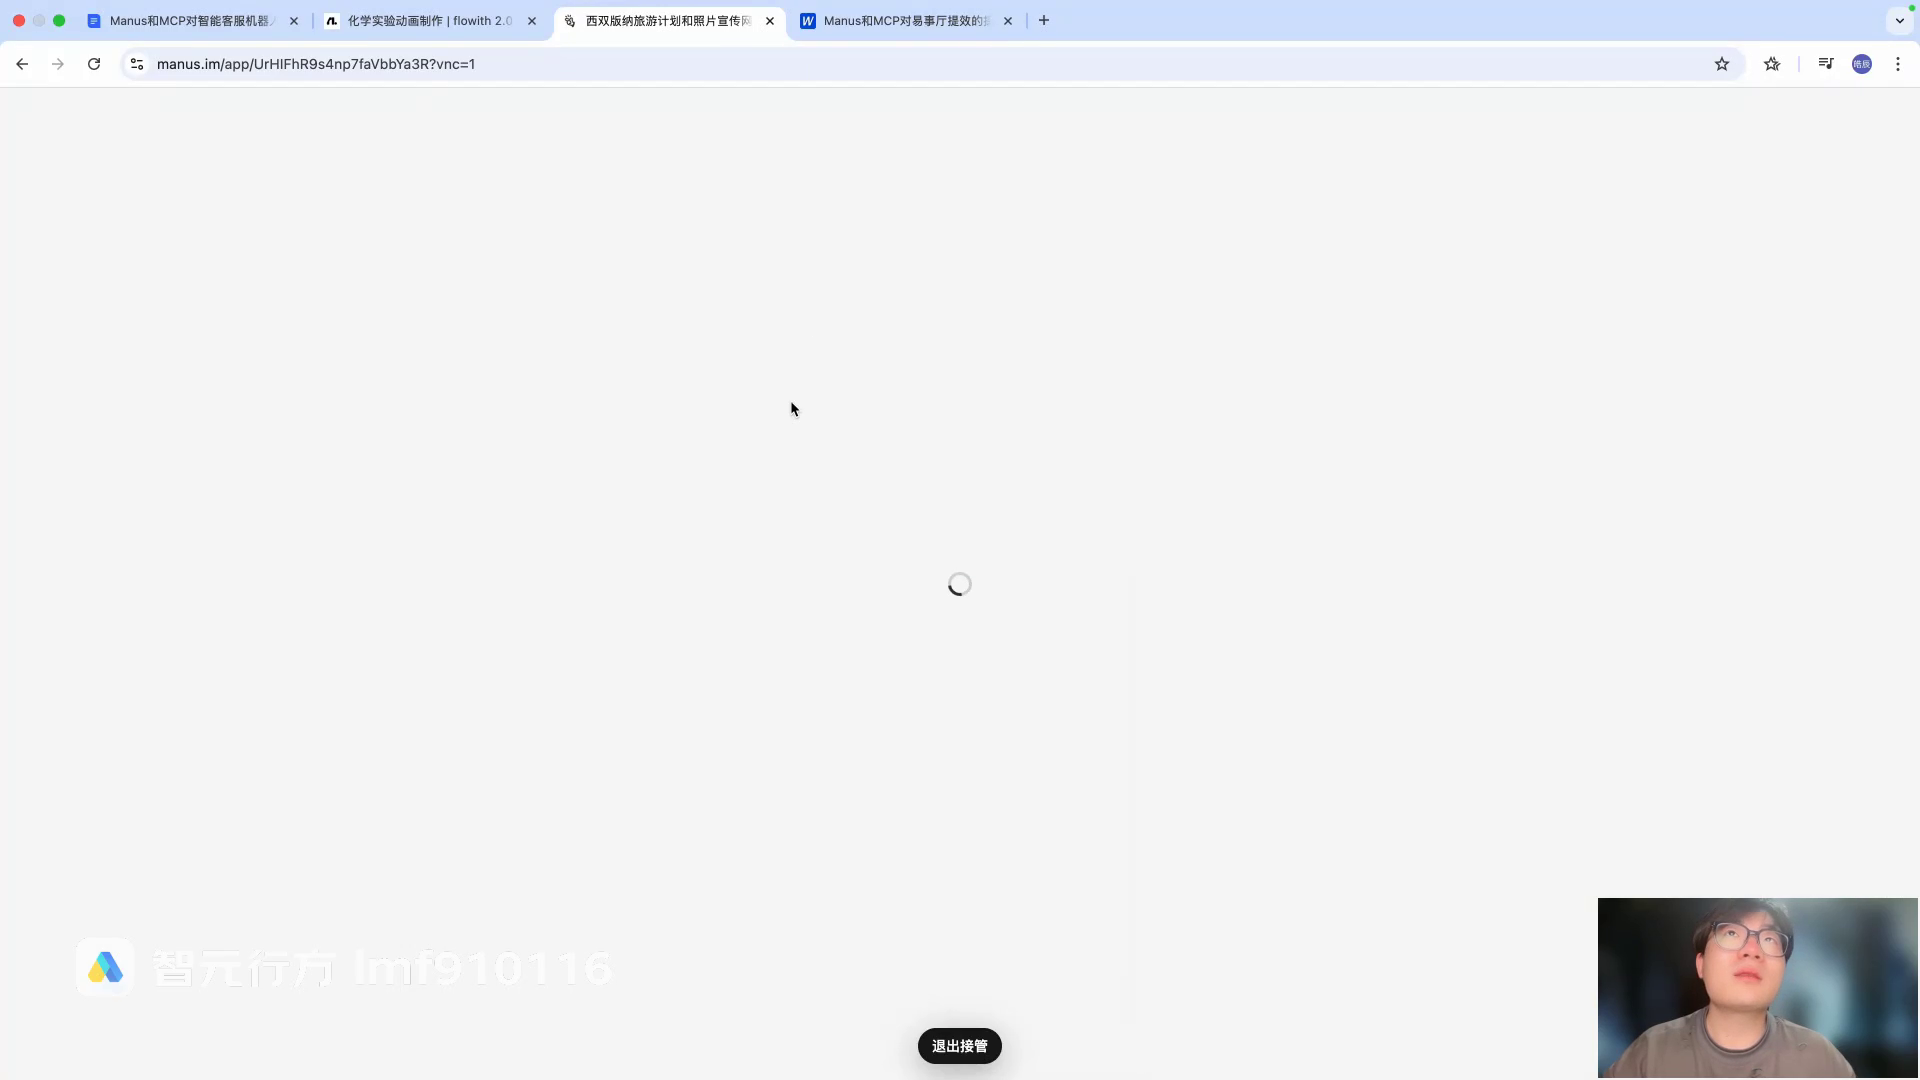 Manus和MCP对智能客服机器
化学实验动画制作 | flowith 2.0
西双版纳旅游计划和照片宣传网
Manus和MCP对易事厅提效的
manus.im/app/UrHIFhR9s4np7faVbbYa3R?vnc=1
皓辰
智元行方 lmf910116
退出接管